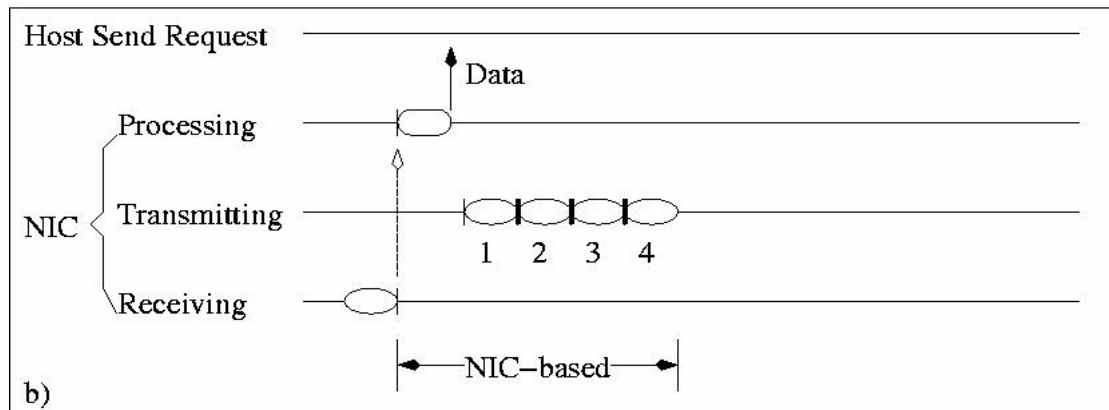 Host Send Request
Data
Processing
NIC
Transmitting
1 2 3 4
Receiving
NIC-based
b)